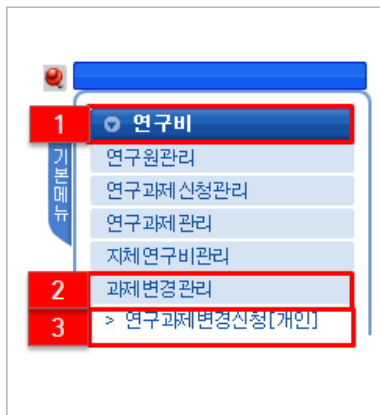 1 연구비
기본메뉴
연구원관리
연구과제신청관리
연구과제관리
지체연구비관리
2 과제변경관리
3 > 연구과제변경신청[개인]